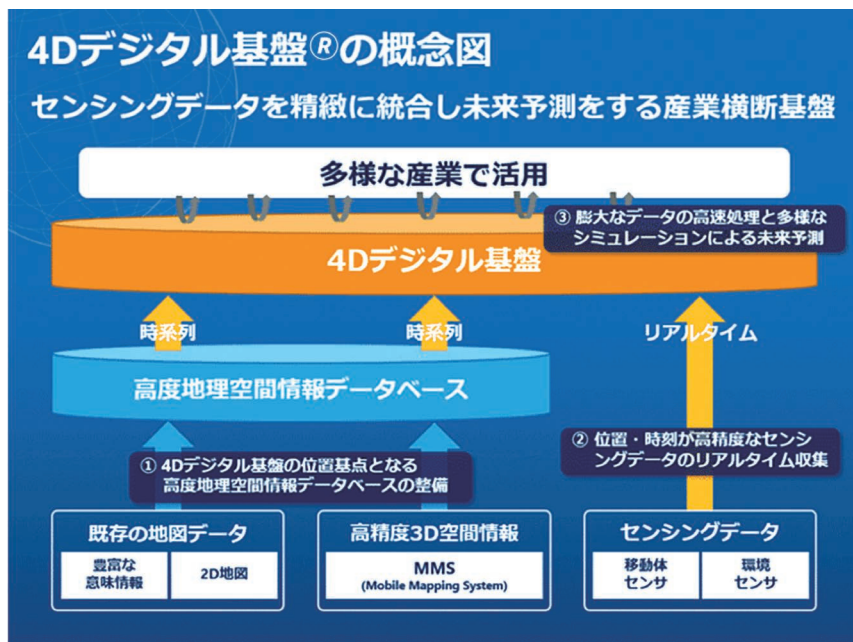 4Dデジタル基盤®の概念図
センシングデータを精緻に統合し未来予測をする産業横断基盤
多様な産業で活用
③ 膨大なデータの高速処理と多様な
シミュレーションによる未来予測
4Dデジタル基盤
時系列
時系列
リアルタイム
高度地理空間情報データベース
② 位置・時刻が高精度なセンシ
ングデータのリアルタイム収集
① 4Dデジタル基盤の位置基点となる
高度地理空間情報データベースの整備
既存の地図データ
豊富な
意味情報
2D地図
高精度3D空間情報
MMS
(Mobile Mapping System)
センシングデータ
移動体
センサ
環境
センサ